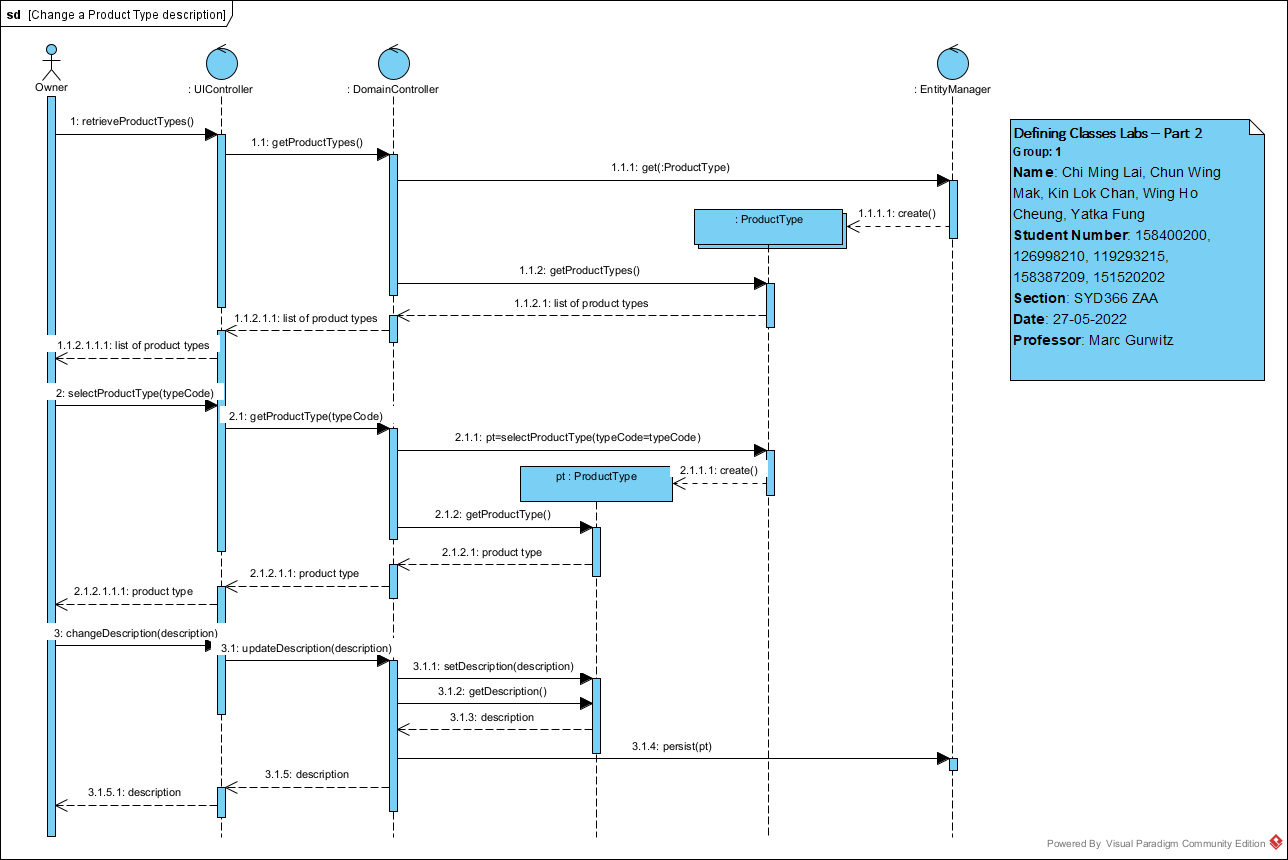 sd [Change a Product Type description]
Owner
: UIController
: DomainController
: EntityManager
1: retrieveProductTypes()
1.1: getProductTypes()
1.1.1: get(:ProductType)
1.1.1.1: create()
: ProductType
1.1.2: getProductTypes()
1.1.2.1: list of product types
1.1.2.1.1: list of product types
1.1.2.1.1.1: list of product types
2: selectProductType(typeCode)
2.1: getProductType(typeCode)
2.1.1: pt=selectProductType(typeCode=typeCode)
2.1.1.1: create()
pt : ProductType
2.1.2: getProductType()
2.1.2.1: product type
2.1.2.1.1: product type
2.1.2.1.1.1: product type
3: changeDescription(description)
3.1: updateDescription(description)
3.1.1: setDescription(description)
3.1.2: getDescription()
3.1.3: description
3.1.4: persist(pt)
3.1.5: description
3.1.5.1: description
Defining Classes Labs – Part 2
Group: 1
Name: Chi Ming Lai, Chun Wing
Mak, Kin Lok Chan, Wing Ho
Cheung, Yatka Fung
Student Number: 158400200,
126998210, 119293215,
158387209, 151520202
Section: SYD366 ZAA
Date: 27-05-2022
Professor: Marc Gurwitz
Powered By Visual Paradigm Community Edition